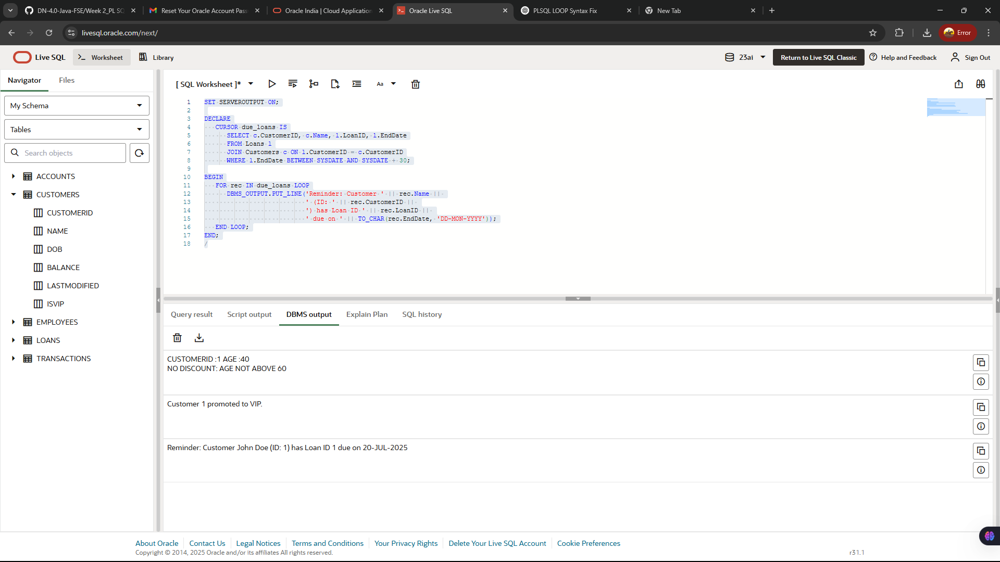 DN-4.0-Java-FSE/Week 2_PL SQ
Reset Your Oracle Account Pass
Oracle India | Cloud Application
Oracle Live SQL
PLSQL LOOP Syntax Fix
New Tab
livesql.oracle.com/next/
Error
Live SQL
Worksheet
Library
23ai
Return to Live SQL Classic
Help and Feedback
Sign Out
Navigator
Files
[ SQL Worksheet ]*
Aa
My Schema
Tables
Search objects
ACCOUNTS
CUSTOMERS
CUSTOMERID
NAME
DOB
BALANCE
LASTMODIFIED
ISVIP
EMPLOYEES
LOANS
TRANSACTIONS
1 SET SERVEROUTPUT ON;
2
3 DECLARE
4 CURSOR due_loans IS
5 SELECT c.CustomerID, c.Name, l.LoanID, l.EndDate
6 FROM Loans l
7 JOIN Customers c ON l.CustomerID = c.CustomerID
8 WHERE l.EndDate BETWEEN SYSDATE AND SYSDATE + 30;
9
10 BEGIN
11 FOR rec IN due_loans LOOP
12 DBMS_OUTPUT.PUT_LINE('Reminder: Customer ' || rec.Name ||
13 ' (ID: ' || rec.CustomerID ||
14 ') has Loan ID ' || rec.LoanID ||
15 ' due on ' || TO_CHAR(rec.EndDate, 'DD-MON-YYYY'));
16 END LOOP;
17 END;
18 /
Query result
Script output
DBMS output
Explain Plan
SQL history
CUSTOMERID :1 AGE :40
NO DISCOUNT: AGE NOT ABOVE 60
Customer 1 promoted to VIP.
Reminder: Customer John Doe (ID: 1) has Loan ID 1 due on 20-JUL-2025
About Oracle
Contact Us
Legal Notices
Terms and Conditions
Your Privacy Rights
Delete Your Live SQL Account
Cookie Preferences
Copyright © 2014, 2025 Oracle and/or its affiliates All rights reserved.
r31.1